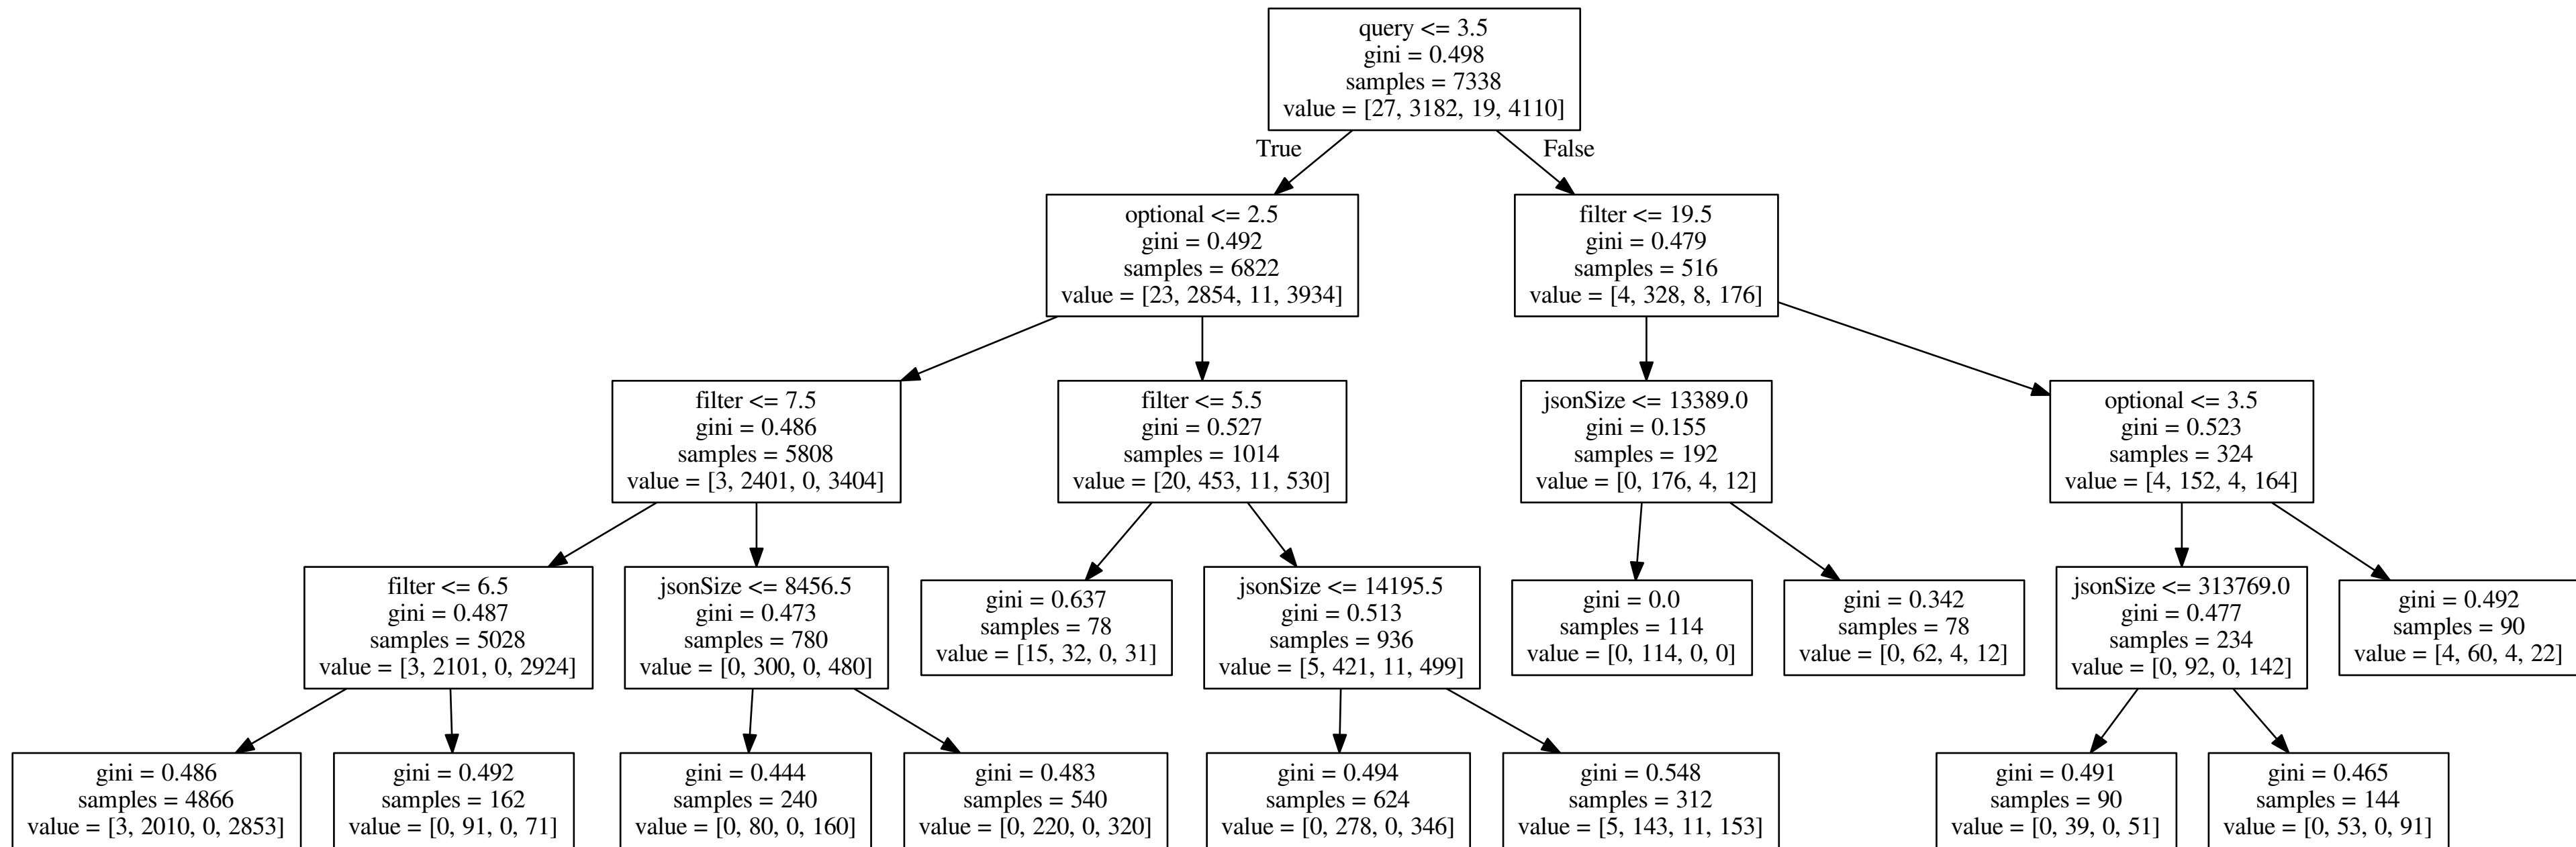 query <= 3.5
gini = 0.498
samples = 7338
value = [27, 3182, 19, 4110]
True
False
optional <= 2.5
gini = 0.492
samples = 6822
value = [23, 2854, 11, 3934]
filter <= 19.5
gini = 0.479
samples = 516
value = [4, 328, 8, 176]
filter <= 7.5
gini = 0.486
samples = 5808
value = [3, 2401, 0, 3404]
filter <= 5.5
gini = 0.527
samples = 1014
value = [20, 453, 11, 530]
jsonSize <= 13389.0
gini = 0.155
samples = 192
value = [0, 176, 4, 12]
optional <= 3.5
gini = 0.523
samples = 324
value = [4, 152, 4, 164]
filter <= 6.5
gini = 0.487
samples = 5028
value = [3, 2101, 0, 2924]
jsonSize <= 8456.5
gini = 0.473
samples = 780
value = [0, 300, 0, 480]
gini = 0.637
samples = 78
value = [15, 32, 0, 31]
jsonSize <= 14195.5
gini = 0.513
samples = 936
value = [5, 421, 11, 499]
gini = 0.0
samples = 114
value = [0, 114, 0, 0]
gini = 0.342
samples = 78
value = [0, 62, 4, 12]
jsonSize <= 313769.0
gini = 0.477
samples = 234
value = [0, 92, 0, 142]
gini = 0.492
samples = 90
value = [4, 60, 4, 22]
gini = 0.486
samples = 4866
value = [3, 2010, 0, 2853]
gini = 0.492
samples = 162
value = [0, 91, 0, 71]
gini = 0.444
samples = 240
value = [0, 80, 0, 160]
gini = 0.483
samples = 540
value = [0, 220, 0, 320]
gini = 0.494
samples = 624
value = [0, 278, 0, 346]
gini = 0.548
samples = 312
value = [5, 143, 11, 153]
gini = 0.491
samples = 90
value = [0, 39, 0, 51]
gini = 0.465
samples = 144
value = [0, 53, 0, 91]